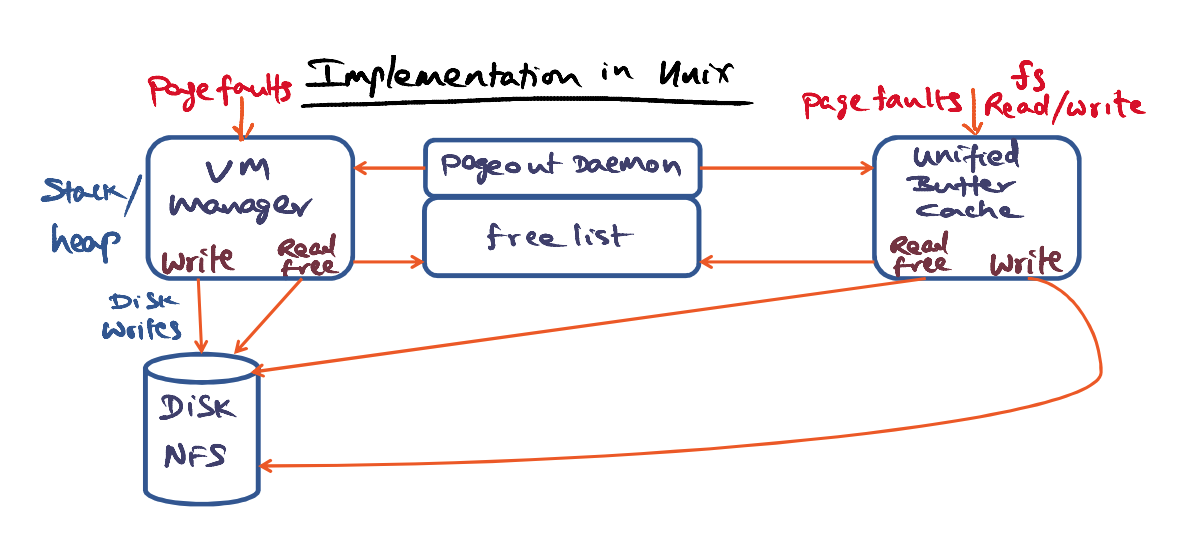 Implementation in Unix
Page faults
VM
Manager
Write
Read
free
Stack/
heap
Disk
Writes
DiSK
NFS
Pageout Daemon
free list
Page faults
fs
Read/write
Unified
Butter
Cache
Read
free
Write